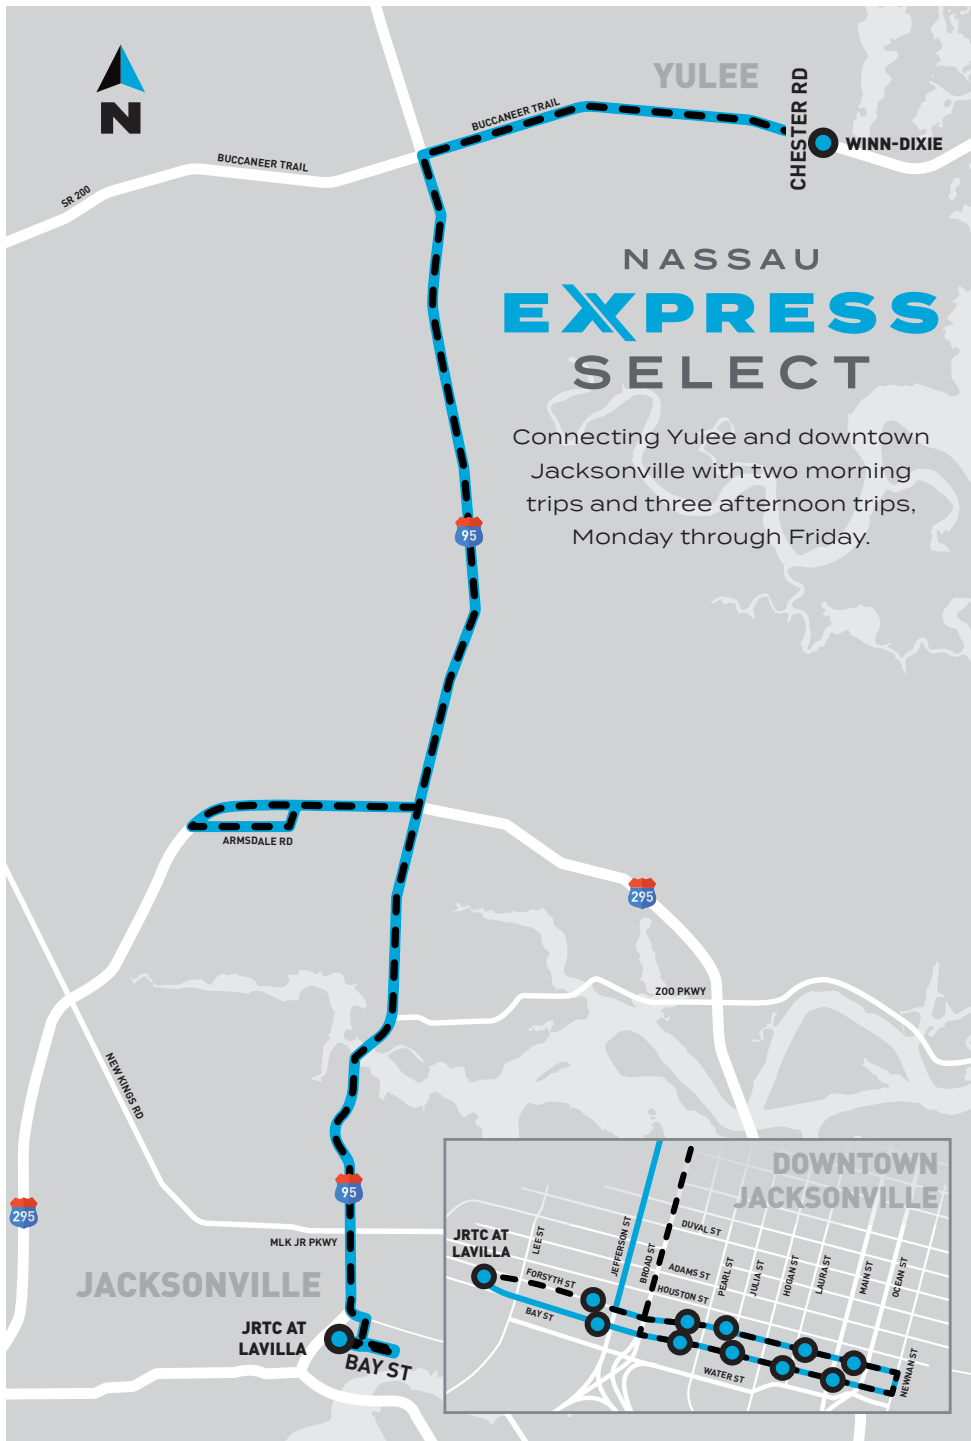 N
YULEE
CHESTER RD
WINN-DIXIE
BUCCANEER TRAIL
BUCCANEER TRAIL
SR 200
NASSAU
EXPRESS
SELECT
Connecting Yulee and downtown
Jacksonville with two morning
trips and three afternoon trips,
Monday through Friday.
95
ARMSDALE RD
295
ZOO PKWY
NEW KINGS RD
95
295
MLK JR PKWY
JACKSONVILLE
JRTC AT
LAVILLA
BAY ST
DOWNTOWN
JACKSONVILLE
JRTC AT
LAVILLA
LEE ST
JEFFERSON ST
BROAD ST
DUVAL ST
ADAMS ST
HOUSTON ST
PEARL ST
JULIA ST
HOGAN ST
LAURA ST
MAIN ST
OCEAN ST
FORSYTH ST
BAY ST
WATER ST
NEWNAN ST